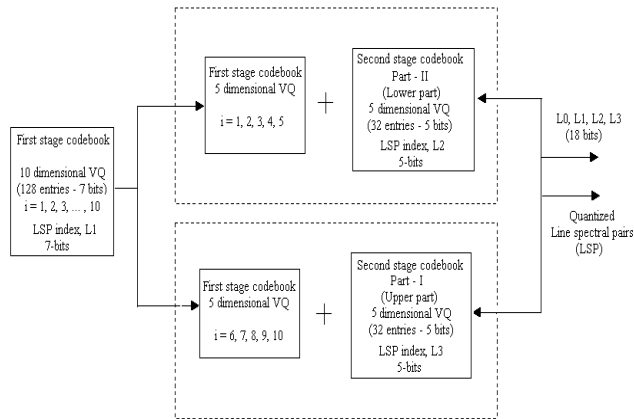 First stage codebook
10 dimensional VQ
(128 entries - 7 bits)
i = 1, 2, 3, ... , 10
LSP index, L1
7-bits
First stage codebook
5 dimensional VQ
i = 1, 2, 3, 4, 5
+
Second stage codebook
Part - II
(Lower part)
5 dimensional VQ
(32 entries - 5 bits)
LSP index, L2
5-bits
First stage codebook
5 dimensional VQ
i = 6, 7, 8, 9, 10
+
Second stage codebook
Part - I
(Upper part)
5 dimensional VQ
(32 entries - 5 bits)
LSP index, L3
5-bits
L0, L1, L2, L3
(18 bits)
Quantized
Line spectral pairs
(LSP)